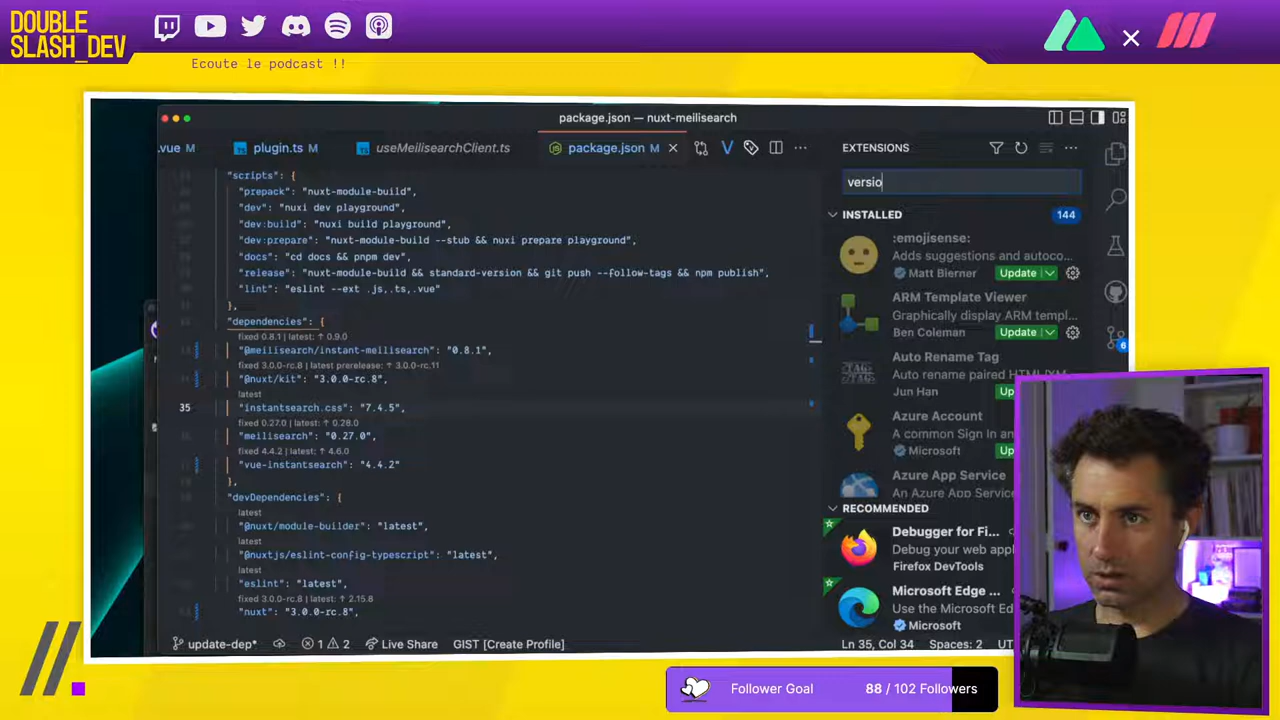 DOUBLE
SLASH_DEV
Ecoute le podcast !!
package.json — nuxt-meilisearch
.vue M
plugin.ts M
useMeilisearchClient.ts
package.json M
"scripts": {
"prepack": "nuxt-module-build",
"dev": "nuxi dev playground",
"dev:build": "nuxi build playground",
"dev:prepare": "nuxt-module-build --stub && nuxi prepare playground",
"docs": "cd docs && pnpm dev",
"release": "nuxt-module-build && standard-version && git push --follow-tags && npm publish",
"lint": "eslint --ext .js,.ts,.vue"
},
"dependencies": {
fixed 0.8.1 | latest: ↑ 0.9.0
"@meilisearch/instant-meilisearch": "0.8.1",
fixed 3.0.0-rc.8 | latest prerelease: ↑ 3.0.0-rc.11
"@nuxt/kit": "3.0.0-rc.8",
latest
35 "instantsearch.css": "7.4.5",
fixed 0.27.0 | latest: ↑ 0.28.0
"meilisearch": "0.27.0",
fixed 4.4.2 | latest: ↑ 4.6.0
"vue-instantsearch": "4.4.2"
},
"devDependencies": {
latest
"@nuxt/module-builder": "latest",
latest
"@nuxtjs/eslint-config-typescript": "latest",
latest
"eslint": "latest",
fixed 3.0.0-rc.8 | latest: ↑ 2.15.8
"nuxt": "3.0.0-rc.8",
update-dep*
1 2
Live Share
GIST [Create Profile]
Ln 35, Col 34
Spaces: 2
EXTENSIONS
versio
INSTALLED 144
:emojisense:
Adds suggestions and autoco...
Matt Bierner Update
ARM Template Viewer
Graphically display ARM templ...
Ben Coleman Update
Auto Rename Tag
Auto rename paired HTML/XM
Jun Han
Azure Account
A common Sign In an
Microsoft
Azure App Service
An Azure App Service
RECOMMENDED
Debugger for Fi...
Debug your web app
Firefox DevTools
Microsoft Edge ...
Use the Microsoft Ed
Microsoft
6
Follower Goal 88 / 102 Followers